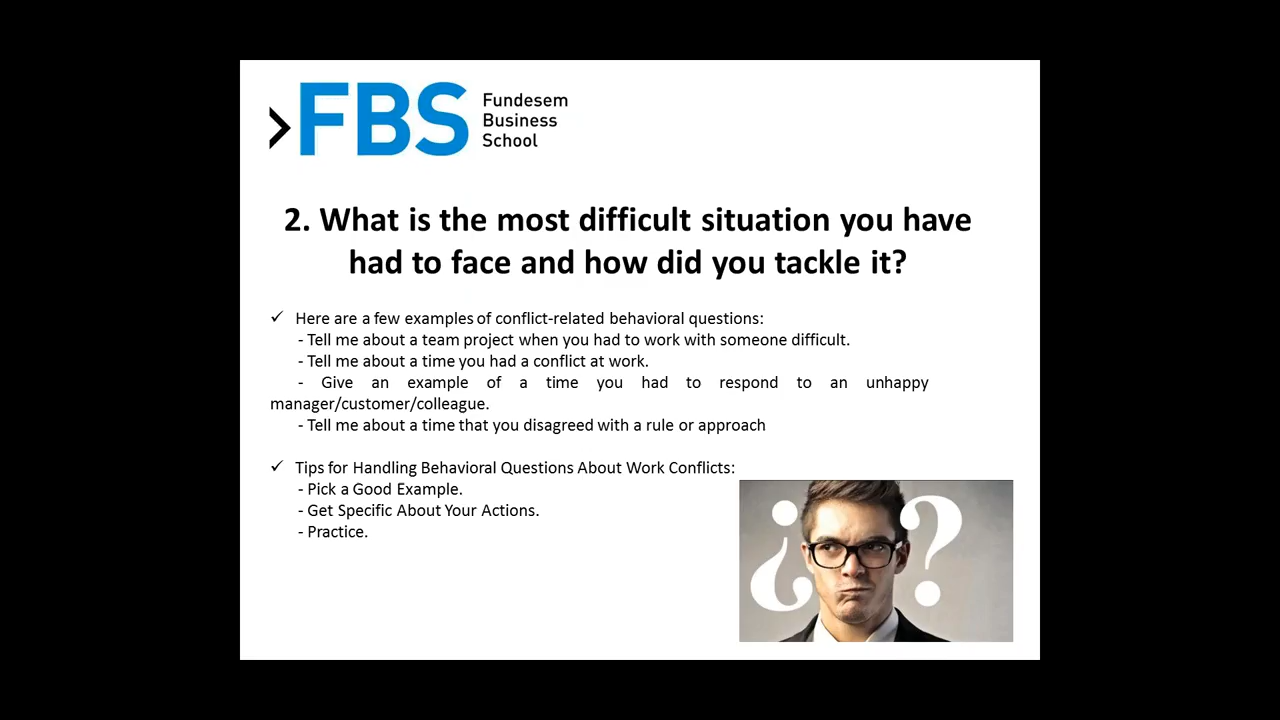 FBS
Fundesem
Business
School
2. What is the most difficult situation you have
had to face and how did you tackle it?
✓ Here are a few examples of conflict-related behavioral questions:
- Tell me about a team project when you had to work with someone difficult.
- Tell me about a time you had a conflict at work.
- Give an example of a time you had to respond to an unhappy
manager/customer/colleague.
- Tell me about a time that you disagreed with a rule or approach
✓ Tips for Handling Behavioral Questions About Work Conflicts:
- Pick a Good Example.
- Get Specific About Your Actions.
- Practice.
¿ ?